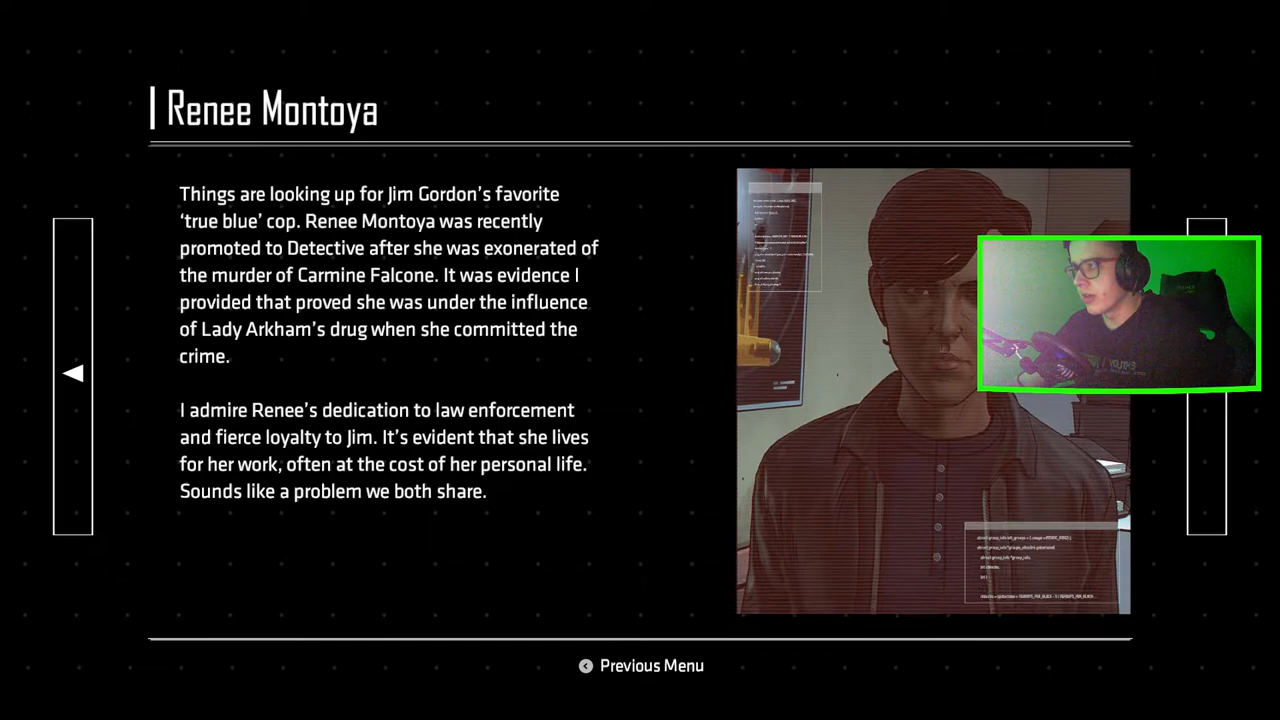 Renee Montoya
Things are looking up for Jim Gordon's favorite
'true blue' cop. Renee Montoya was recently
promoted to Detective after she was exonerated of
the murder of Carmine Falcone. It was evidence I
provided that proved she was under the influence
of Lady Arkham's drug when she committed the
crime.
I admire Renee's dedication to law enforcement
and fierce loyalty to Jim. It's evident that she lives
for her work, often at the cost of her personal life.
Sounds like a problem we both share.
Previous Menu